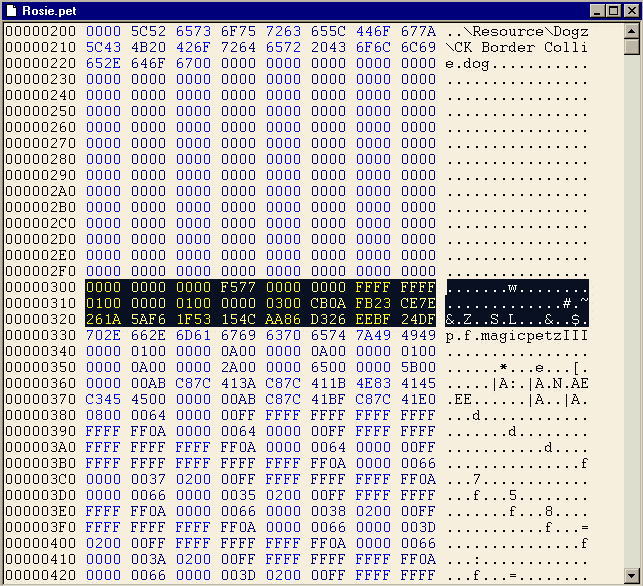 Rosie.pet
00000200 0000 5C52 6573 6F75 7263 655C 446F 677A ..\Resource\Dogz
00000210 5C43 4B20 426F 7264 6572 2043 6F6C 6C69 \CK Border Colli
00000220 652E 646F 6700 0000 0000 0000 0000 0000 e.dog...........
00000230 0000 0000 0000 0000 0000 0000 0000 0000 ................
00000240 0000 0000 0000 0000 0000 0000 0000 0000 ................
00000250 0000 0000 0000 0000 0000 0000 0000 0000 ................
00000260 0000 0000 0000 0000 0000 0000 0000 0000 ................
00000270 0000 0000 0000 0000 0000 0000 0000 0000 ................
00000280 0000 0000 0000 0000 0000 0000 0000 0000 ................
00000290 0000 0000 0000 0000 0000 0000 0000 0000 ................
000002A0 0000 0000 0000 0000 0000 0000 0000 0000 ................
000002B0 0000 0000 0000 0000 0000 0000 0000 0000 ................
000002C0 0000 0000 0000 0000 0000 0000 0000 0000 ................
000002D0 0000 0000 0000 0000 0000 0000 0000 0000 ................
000002E0 0000 0000 0000 0000 0000 0000 0000 0000 ................
000002F0 0000 0000 0000 0000 0000 0000 0000 0000 ................
00000300 0000 0000 0000 F577 0000 0000 FFFF FFFF .......w........
00000310 0100 0000 0100 0000 0300 CB0A FB23 CE7E .............#.~
00000320 261A 5AF6 1F53 154C AA86 D326 EEBF 24DF &.Z..S.L...&..$.
00000330 702E 662E 6D61 6769 6370 6574 7A49 4949 p.f.magicpetzIII
00000340 0000 0100 0000 0A00 0000 0A00 0000 0100 ................
00000350 0000 0A00 0000 2A00 0000 6500 0000 5B00 ......*...e...[.
00000360 0000 00AB C87C 413A C87C 411B 4E83 4145 .....|A:.|A.N.AE
00000370 C345 4500 0000 00AB C87C 41BF C87C 41E0 .EE......|A..|A.
00000380 0800 0064 0000 00FF FFFF FFFF FFFF FFFF ...d............
00000390 FFFF FF0A 0000 0064 0000 00FF FFFF FFFF .......d........
000003A0 FFFF FFFF FFFF FF0A 0000 0064 0000 00FF ...........d....
000003B0 FFFF FFFF FFFF FFFF FFFF FF0A 0000 0066 ...............f
000003C0 0000 0037 0200 00FF FFFF FFFF FFFF FF0A ...7............
000003D0 0000 0066 0000 0035 0200 00FF FFFF FFFF ...f...5........
000003E0 FFFF FF0A 0000 0066 0000 0038 0200 00FF .......f...8....
000003F0 FFFF FFFF FFFF FF0A 0000 0066 0000 003D ...........f...=
00000400 0200 00FF FFFF FFFF FFFF FF0A 0000 0066 ...............f
00000410 0000 003A 0200 00FF FFFF FFFF FFFF FF0A ...:............
00000420 0000 0066 0000 003D 0200 00FF FFFF FFFF ...f...=........